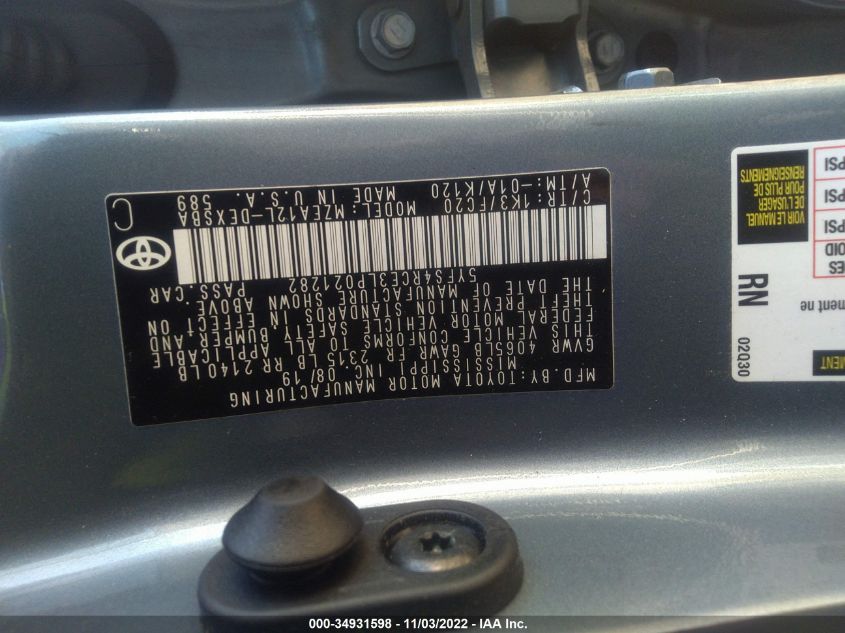 MFD. BY: TOYOTA MOTOR MANUFACTURING
MISSISSIPPI INC. 08/19
GVWR 4065LB GAWR FR 2315 LB RR 2140LB
THIS VEHICLE CONFORMS TO ALL APPLICABLE
FEDERAL MOTOR VEHICLE SAFETY, BUMPER AND
THEFT PREVENTION STANDARDS IN EFFECT ON
THE DATE OF MANUFACTURE SHOWN ABOVE
5YFS4RCE3LP021282 PASS. CAR
C/TR: 1K3/FC20 MODEL: MZEA12L-DEXSBA
A/TM: -01A/K120 MADE IN U.S.A. 589
C
VOIR LE MANUEL
DE L'USAGER
POUR PLUS DE
RENSEIGNEMENTS
PSI
PSI
PSI
PSI
RN
02Q30
000-34931598 - 11/03/2022 - IAA Inc.